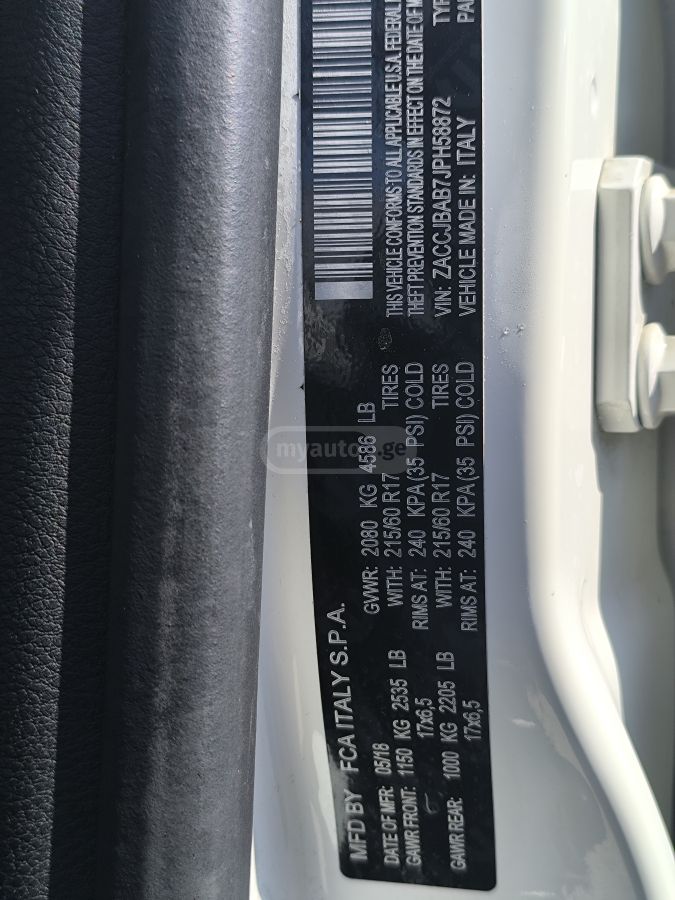 MFD BY FCA ITALY S.P.A.
DATE OF MFR: 05/18 GVWR: 2080 KG 4586 LB
GAWR FRONT: 1150 KG 2535 LB WITH: 215/60 R17 TIRES
17x6,5 RIMS AT: 240 KPA (35 PSI) COLD
GAWR REAR: 1000 KG 2205 LB WITH: 215/60 R17 TIRES
17x6,5 RIMS AT: 240 KPA (35 PSI) COLD
THIS VEHICLE CONFORMS TO ALL APPLICABLE U.S.A. FEDERAL
THEFT PREVENTION STANDARDS IN EFFECT ON THE DATE OF M
VIN: ZACCJBAB7JPH58872 TYP
VEHICLE MADE IN: ITALY PA
myauto.ge